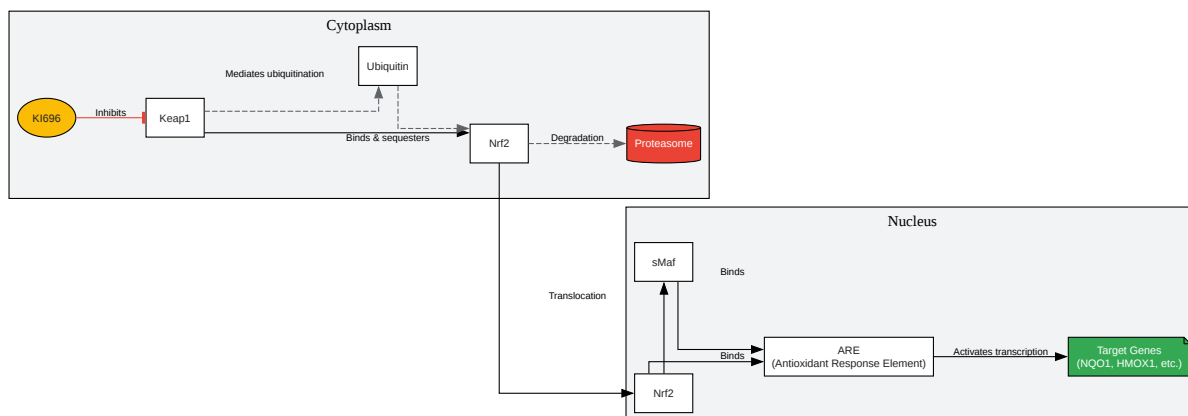 Cytoplasm
Ubiquitin
Mediates ubiquitination
KI696
Inhibits
Keap1
Binds & sequesters
Nrf2
Degradation
Proteasome
Nucleus
sMaf
Binds
Translocation
Binds
ARE
(Antioxidant Response Element)
Activates transcription
Target Genes
(NQO1, HMOX1, etc.)
Nrf2